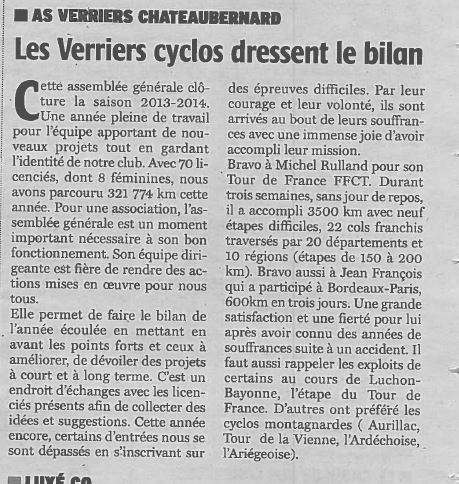 AS VERRIERS CHATEAUBERNARD
Les Verriers cyclos dressent le bilan
Cette assemblée générale clô-
ture la saison 2013-2014.
Une année pleine de travail
pour l'équipe apportant de nou-
veaux projets tout en gardant
l'identité de notre club. Avec 70 li-
cenciés, dont 8 féminines, nous
avons parcouru 321 774 km cette
année. Pour une association, l'as-
semblée générale est un moment
important nécessaire à son bon
fonctionnement. Son équipe diri-
geante est fière de rendre des ac-
tions mises en œuvre pour nous
tous.
Elle permet de faire le bilan de
l'année écoulée en mettant en
avant les points forts et ceux à
améliorer, de dévoiler des projets
à court et à long terme. C'est un
endroit d'échanges avec les licen-
ciés présents afin de collecter des
idées et suggestions. Cette année
encore, certains d'entrées nous se
sont dépassés en s'inscrivant sur
des épreuves difficiles. Par leur
courage et leur volonté, ils sont
arrivés au bout de leurs souffran-
ces avec une immense joie d'avoir
accompli leur mission.
Bravo à Michel Rulland pour son
Tour de France FFCT. Durant
trois semaines, sans jour de repos,
il a accompli 3500 km avec neuf
étapes difficiles, 22 cols franchis
traversés par 20 départements et
10 régions (étapes de 150 à 200
km). Bravo aussi à Jean François
qui a participé à Bordeaux-Paris,
600km en trois jours. Une grande
satisfaction et une fierté pour lui
après avoir connu des années de
souffrances suite à un accident. Il
faut aussi rappeler les exploits de
certains au cours de Luchon-
Bayonne, l'étape du Tour de
France. D'autres ont préféré les
cyclos montagnardes ( Aurillac,
Tour de la Vienne, l'Ardéchoise,
l'Ariégeoise).
LUXÉ CO